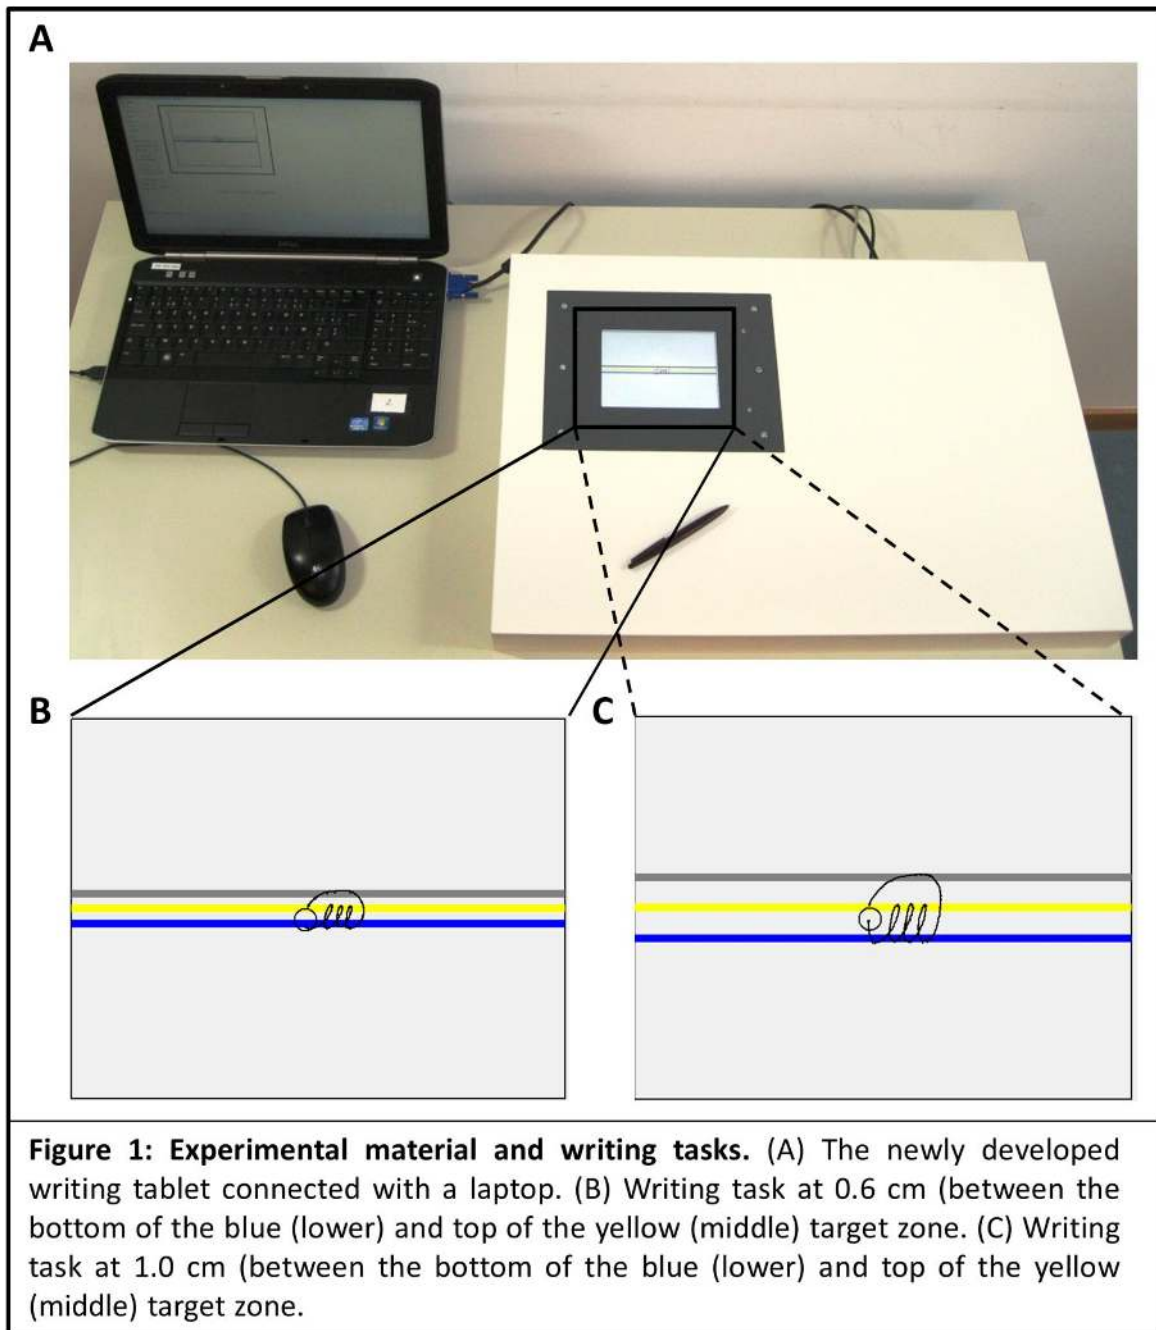 A
B
C
Figure 1: Experimental material and writing tasks. (A) The newly developed
writing tablet connected with a laptop. (B) Writing task at 0.6 cm (between the
bottom of the blue (lower) and top of the yellow (middle) target zone. (C) Writing
task at 1.0 cm (between the bottom of the blue (lower) and top of the yellow
(middle) target zone.